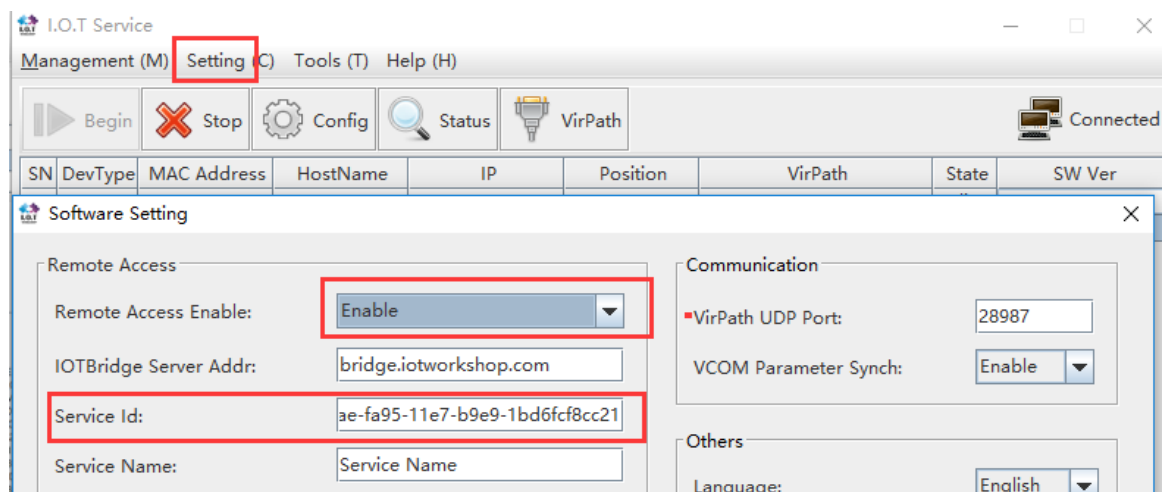 I.O.T Service
Management (M) Setting (C) Tools (T) Help (H)
Begin Stop Config Status VirPath Connected
SN DevType MAC Address HostName IP Position VirPath State SW Ver
Software Setting
Remote Access
Remote Access Enable: Enable
IOTBridge Server Addr: bridge.iotworkshop.com
Service Id: ae-fa95-11e7-b9e9-1bd6fcf8cc21
Service Name: Service Name
Communication
VirPath UDP Port: 28987
VCOM Parameter Synch: Enable
Others
Language: English